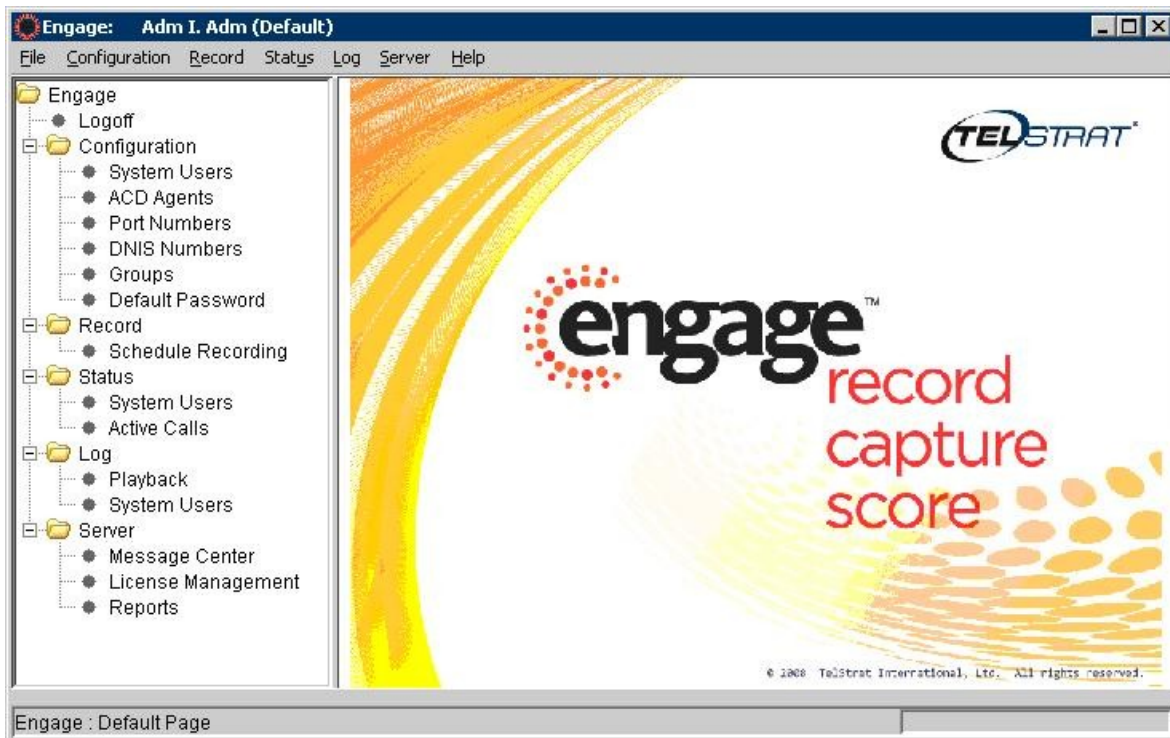 Engage: Adm I. Adm (Default)
File Configuration Record Status Log Server Help
Engage
Logoff
Configuration
System Users
ACD Agents
Port Numbers
DNIS Numbers
Groups
Default Password
Record
Schedule Recording
Status
System Users
Active Calls
Log
Playback
System Users
Server
Message Center
License Management
Reports
TELSTRAT
engage™
record
capture
score
© 2008 TelStrat International, Ltd. All rights reserved.
Engage : Default Page